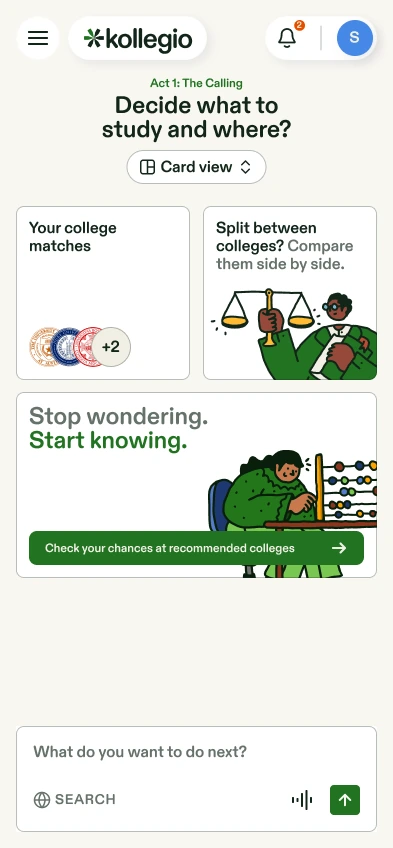 kollegio
2
S
Act 1: The Calling
Decide what to
study and where?
Card view
Your college
matches
+2
Split between
colleges? Compare
them side by side.
Stop wondering.
Start knowing.
Check your chances at recommended colleges
What do you want to do next?
SEARCH